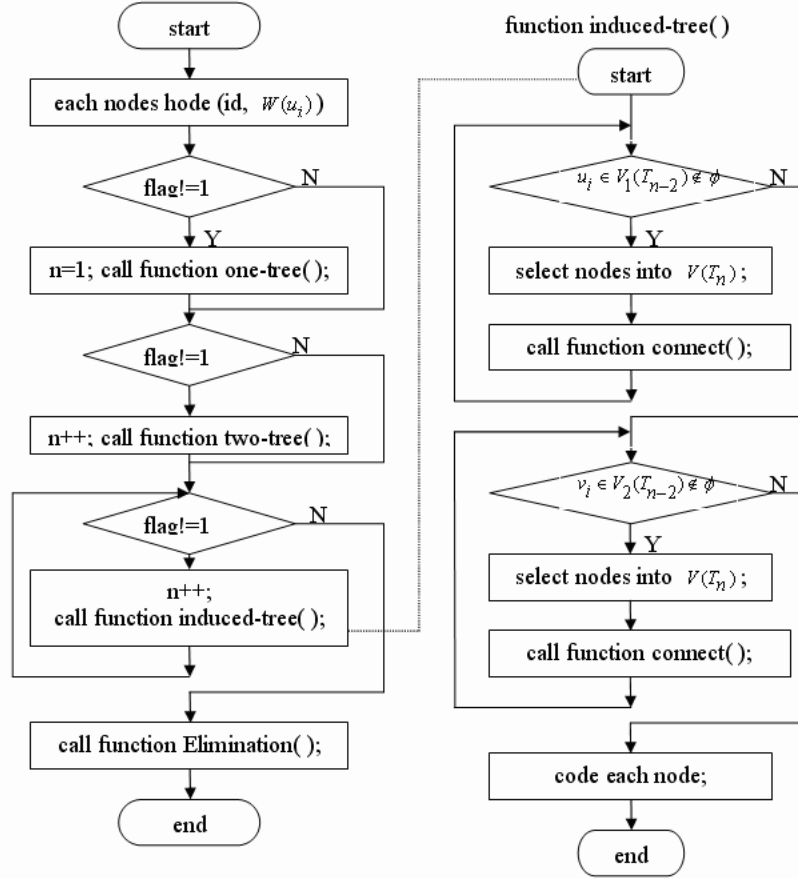 start
each nodes hode (id, W(u_i))
flag!=1
N
Y
n=1; call function one-tree( );
flag!=1
N
n++; call function two-tree( );
flag!=1
N
n++;
call function induced-tree( );
call function Elimination( );
end
function induced-tree( )
start
u_i ∈ V_1(T_{n-2}) ∉ ϕ
N
Y
select nodes into V(T_n) ;
call function connect( );
v_i ∈ V_2(T_{n-2}) ∉ ϕ
N
Y
select nodes into V(T_n) ;
call function connect( );
code each node;
end